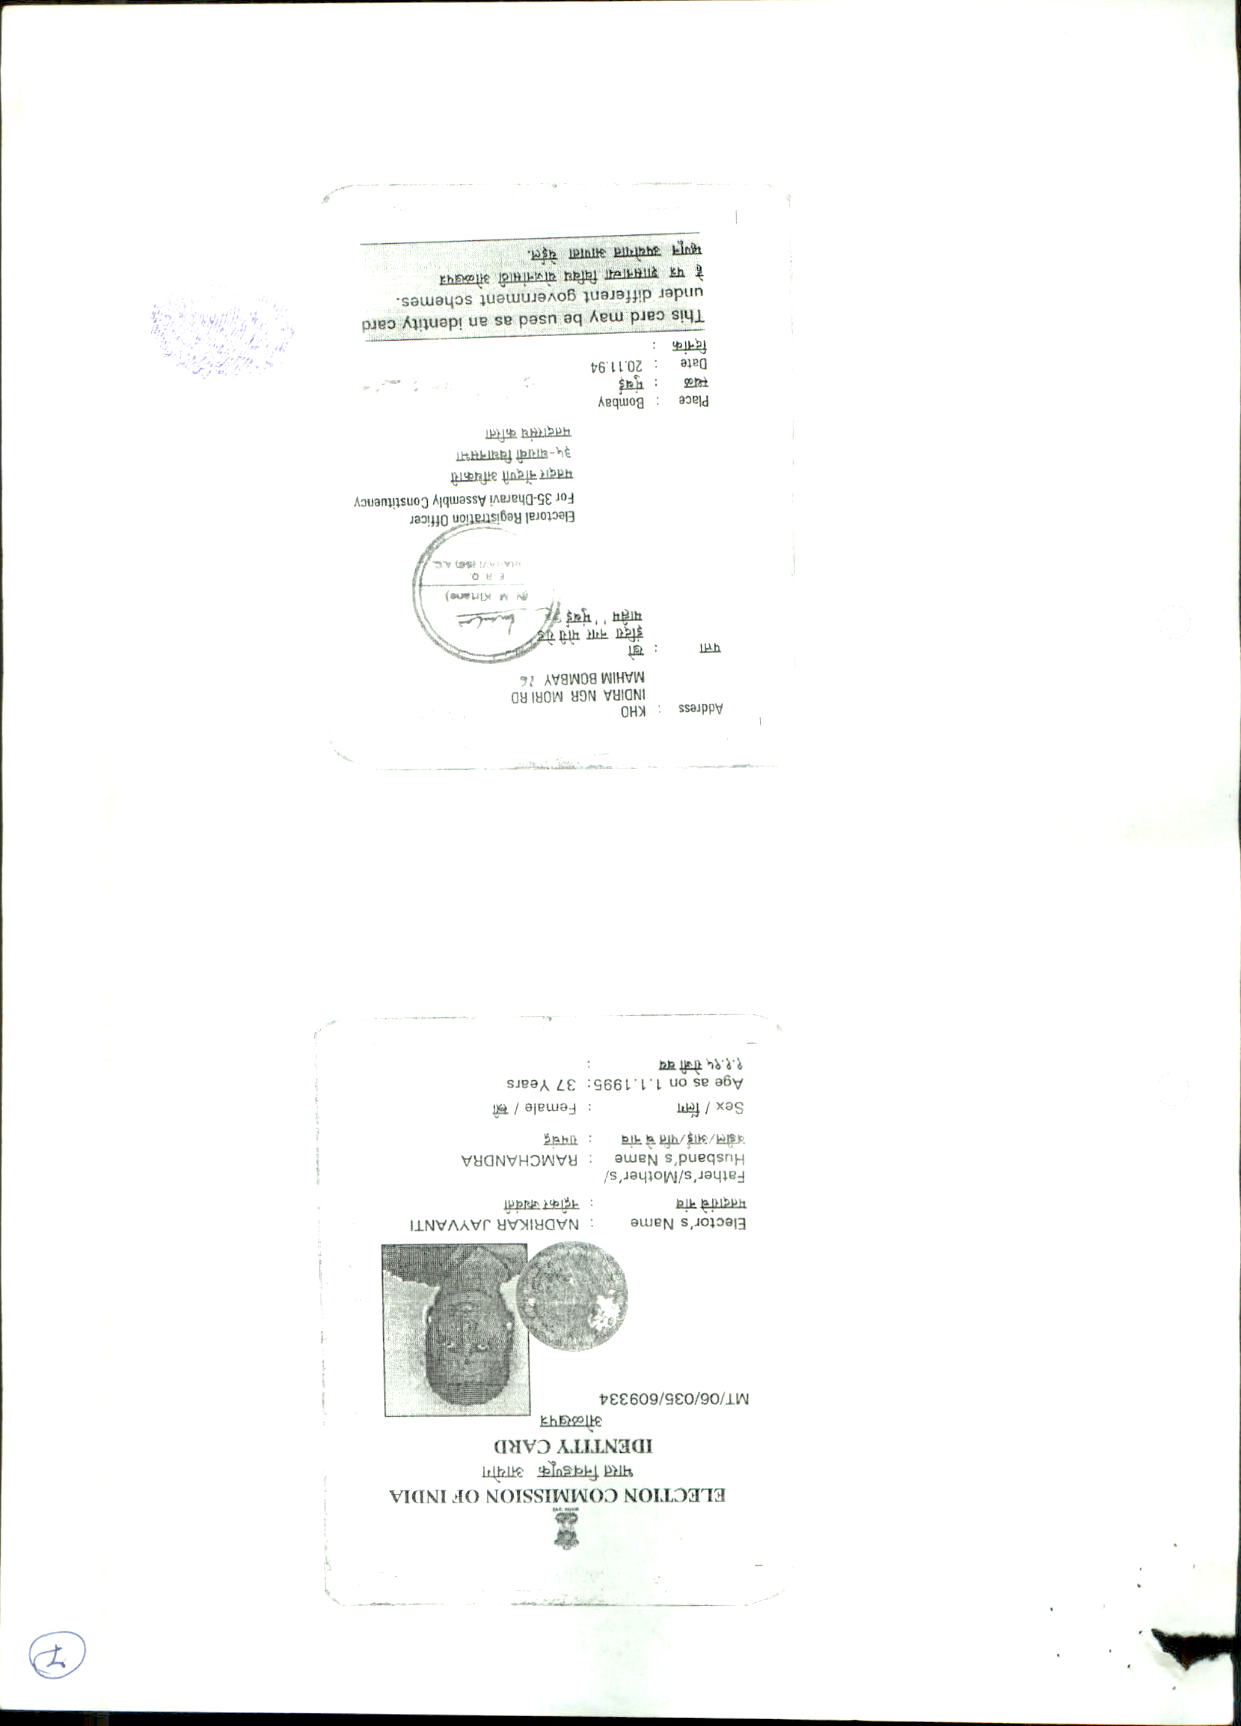 7
ELECTION COMMISSION OF INDIA
भारत निवडणूक आयोग
IDENTITY CARD
ओळखपत्र
MT/06/035/609334
Elector's Name : NADRIKAR JAYVANTI
मतदारांचे नांव : नद्रीकर ज्यवंती
Father's/Mother's/
Husband's Name : RAMCHANDRA
वडील/आई/पति चे नांव : रामचंद्र
Sex / लिंग : Female / स्त्री
Age as on 1.1.1995: 37 Years
१.१.९५ रोजी वय :
Address : KHO
INDIRA NGR MORI RD
MAHIM BOMBAY 16
पत्ता : खो
इंदिरा नगर मोरी रोड
माहीम '' मुंबई
(N M Kirtane)
E R O
A.C.
Electoral Registration Officer
For 35-Dharavi Assembly Constituency
मतदार नोंदणी अधिकारी
३५-धारावी विधानसभा
मतदारसंघ करिता
Place : Bombay
स्थळ : मुंबई
Date : 20.11.94
दिनांक :
This card may be used as an identity card
under different government schemes.
हे पत्र शासनाच्या विविध योजनांसाठी ओळखपत्र
म्हणून उपयोगात आणता येईल.